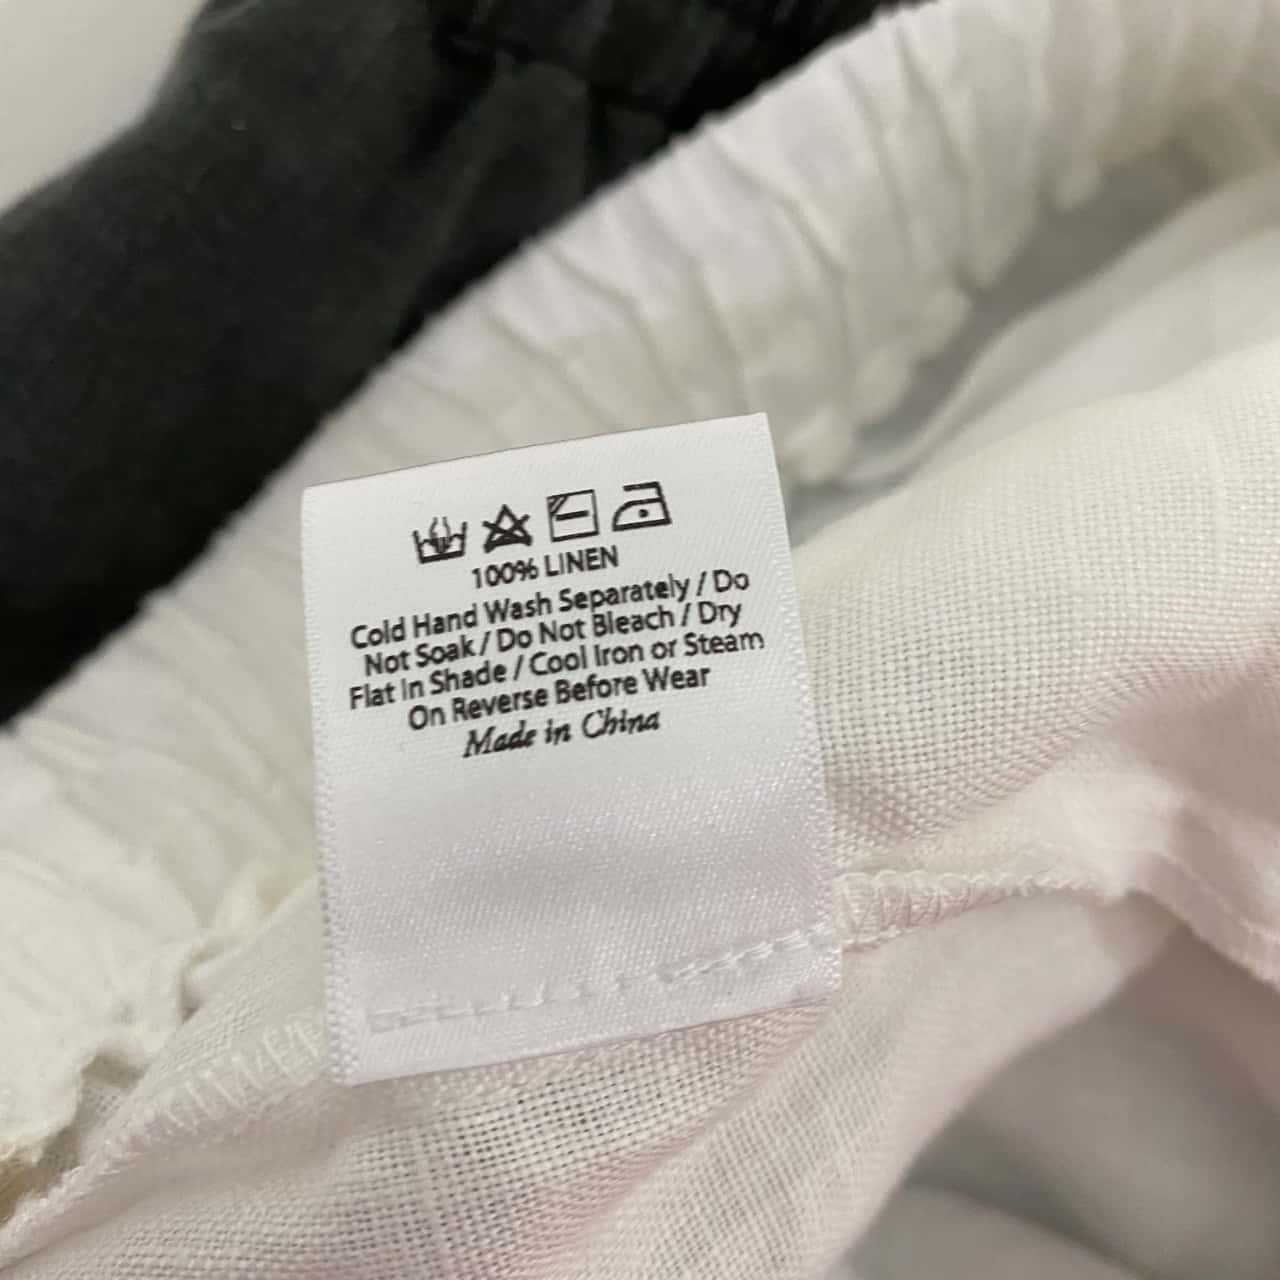 100% LINEN
Cold Hand Wash Separately / Do
Not Soak / Do Not Bleach / Dry
Flat In Shade / Cool Iron or Steam
On Reverse Before Wear
Made in China